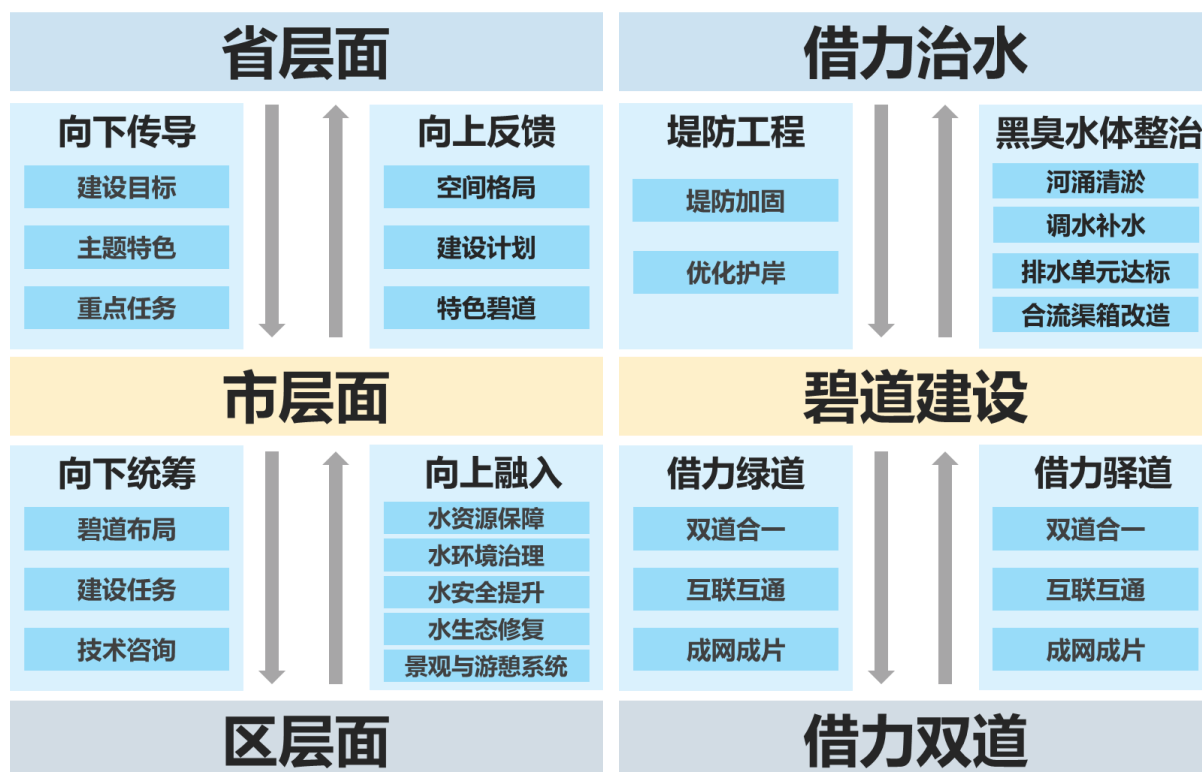 省层面
向下传导
建设目标
主题特色
重点任务
向上反馈
空间格局
建设计划
特色碧道
市层面
向下统筹
碧道布局
建设任务
技术咨询
向上融入
水资源保障
水环境治理
水安全提升
水生态修复
景观与游憩系统
区层面
借力治水
堤防工程
堤防加固
优化护岸
黑臭水体整治
河涌清淤
调水补水
排水单元达标
合流渠箱改造
碧道建设
借力绿道
双道合一
互联互通
成网成片
借力驿道
双道合一
互联互通
成网成片
借力双道